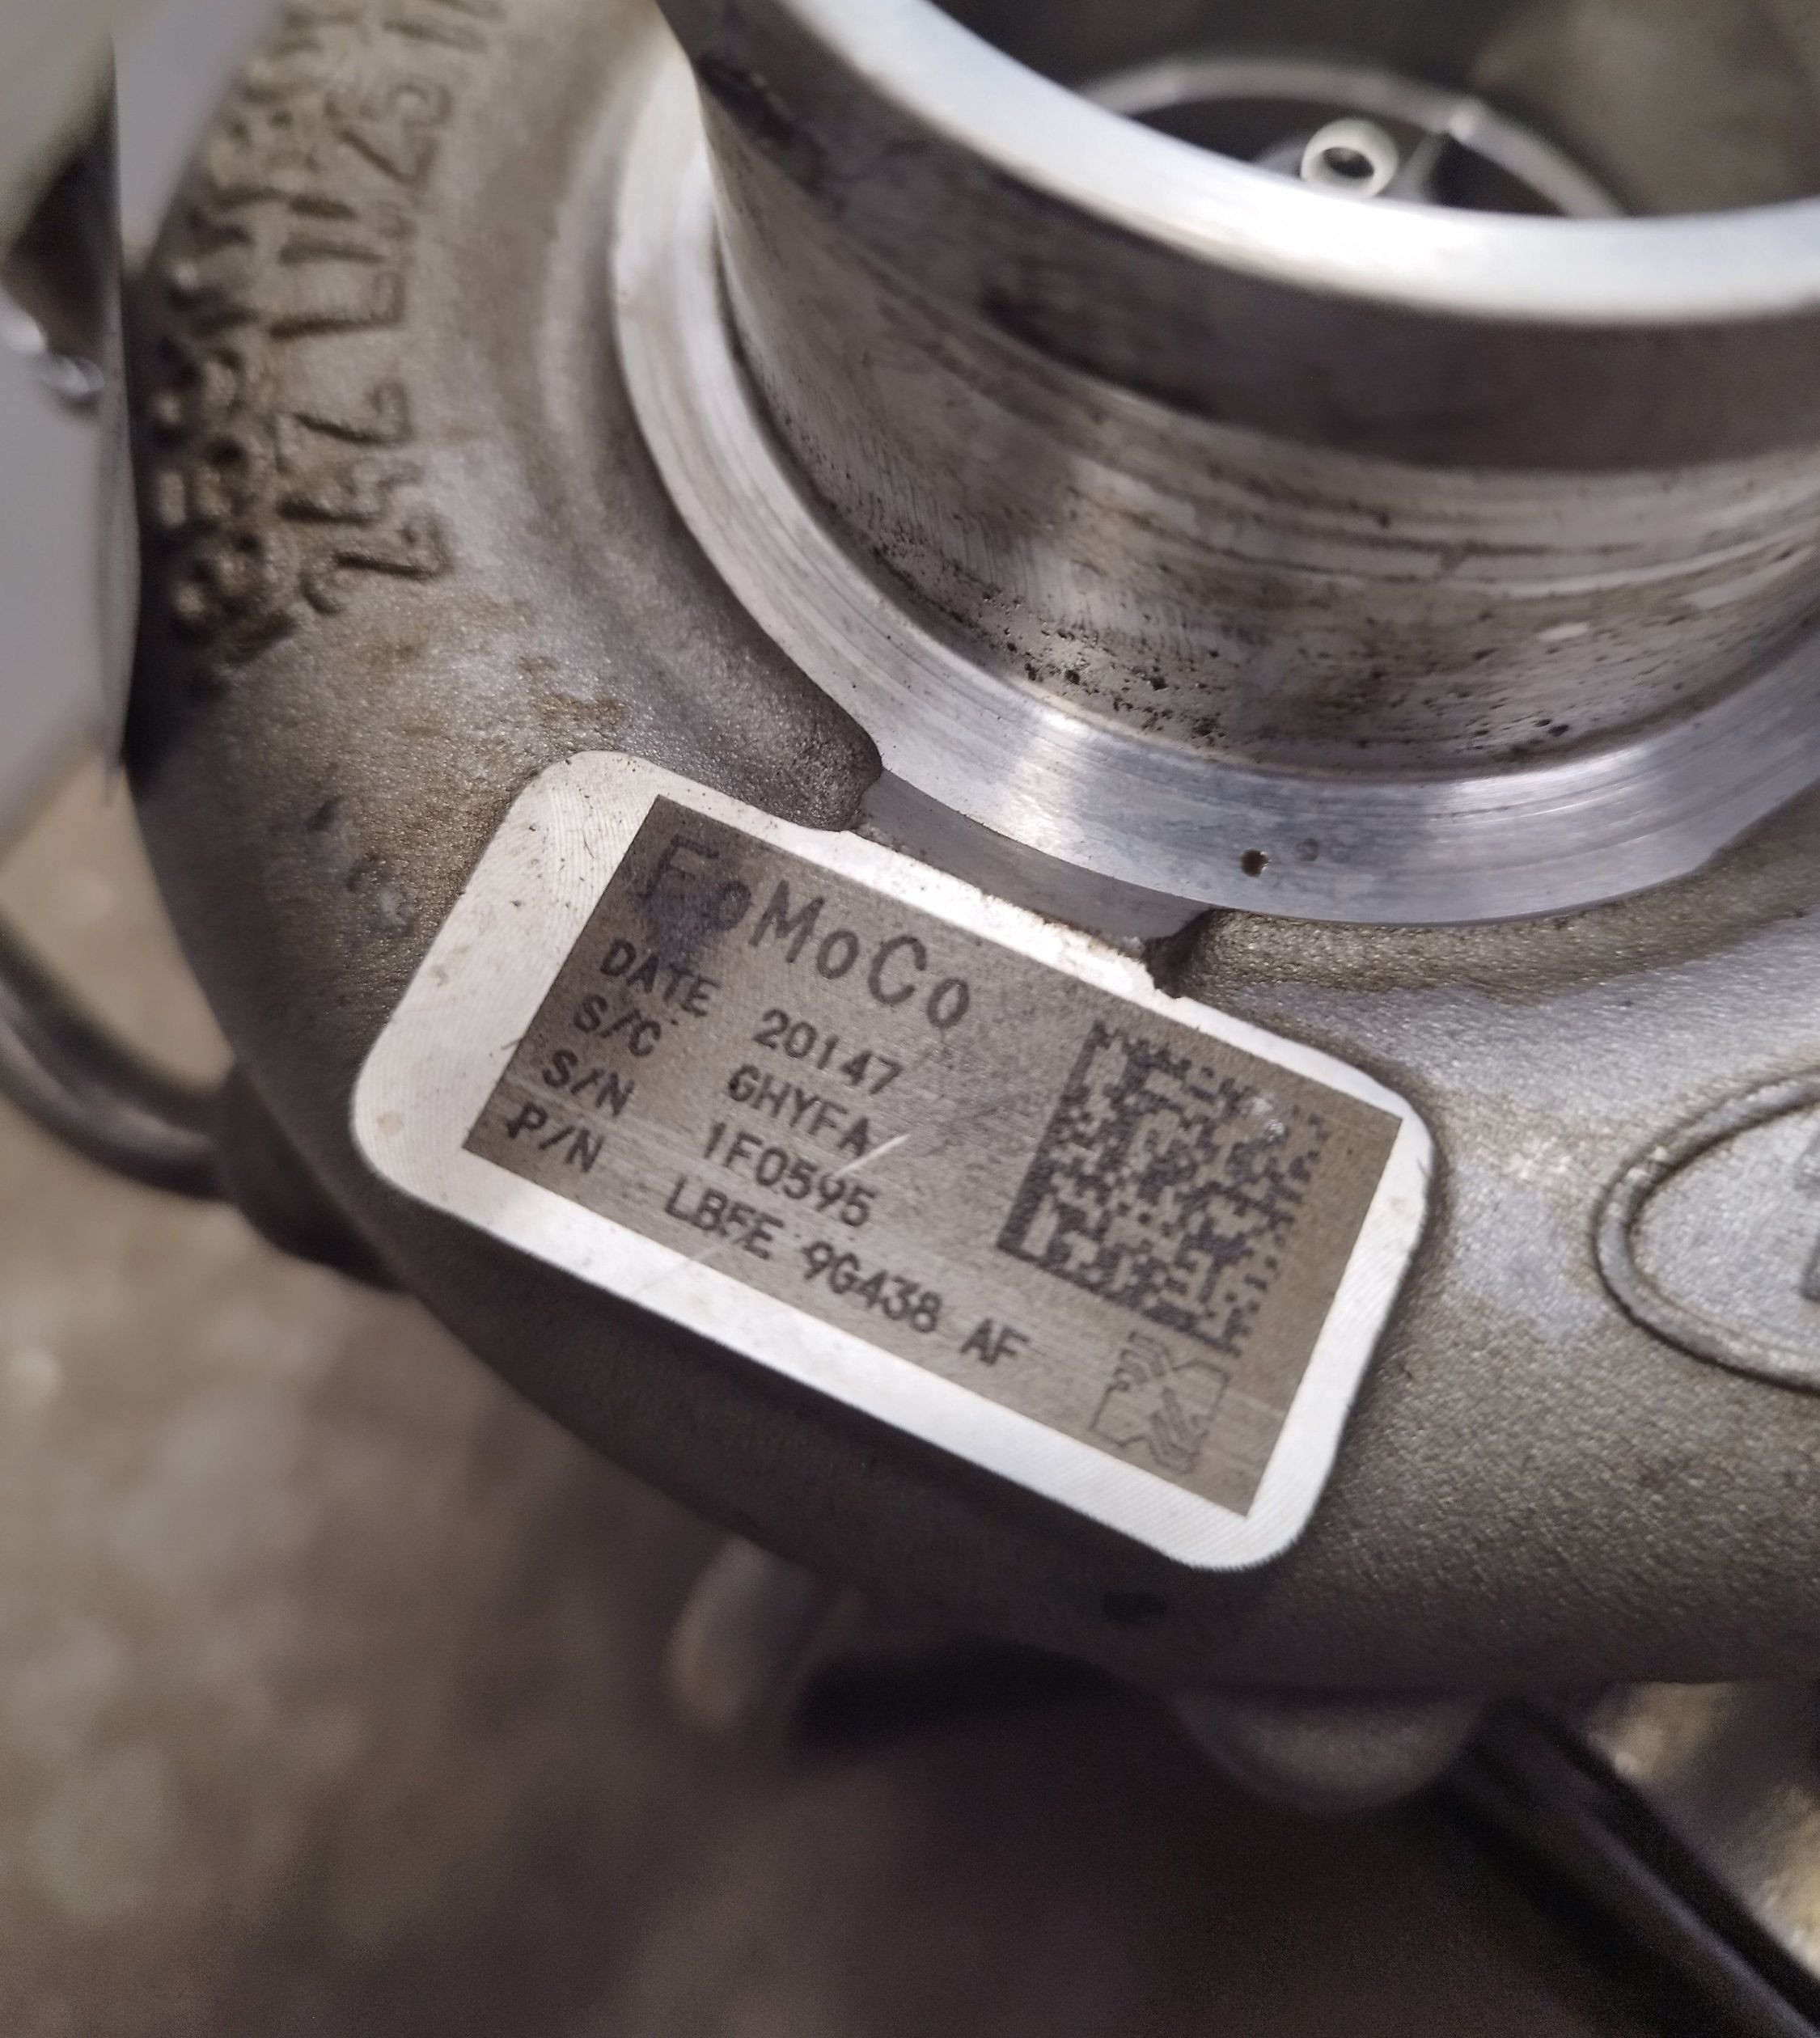 FoMoCo
DATE 20147
S/C GHYFA
S/N 1F0595
P/N LB5E 9G438 AF